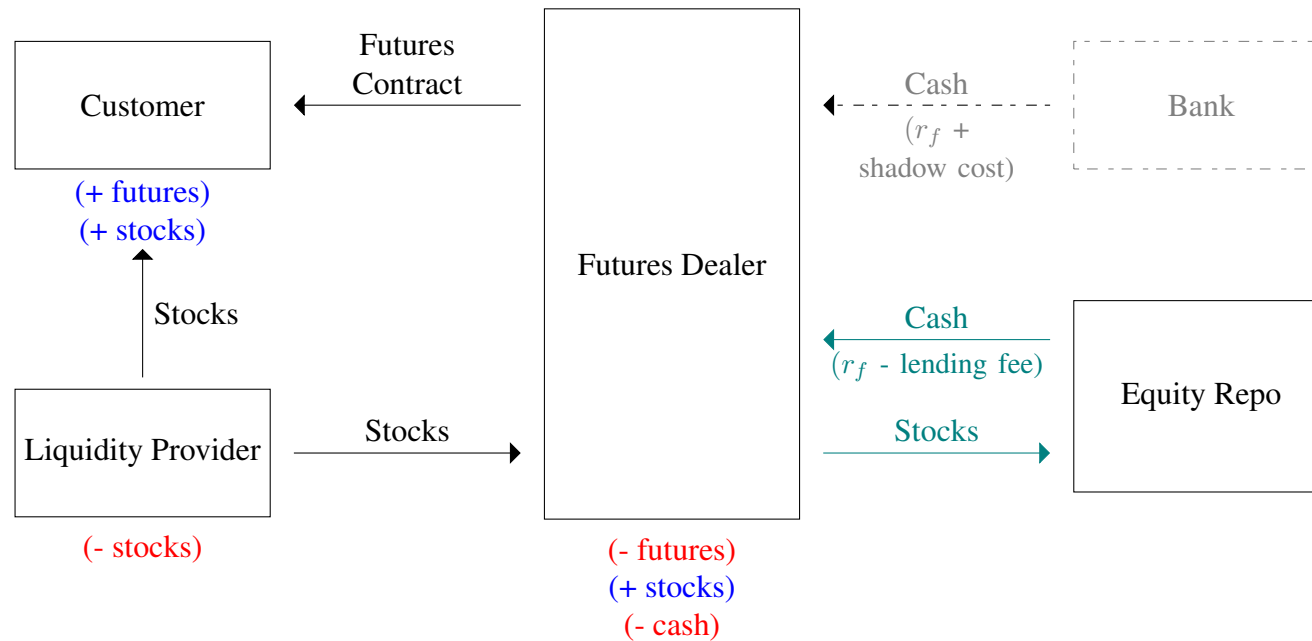 Futures
Contract
Customer
(+ futures)
(+ stocks)
Stocks
Liquidity Provider
(- stocks)
Stocks
Futures Dealer
(- futures)
(+ stocks)
(- cash)
Cash
(r_f +
shadow cost)
Bank
Cash
(r_f - lending fee)
Stocks
Equity Repo